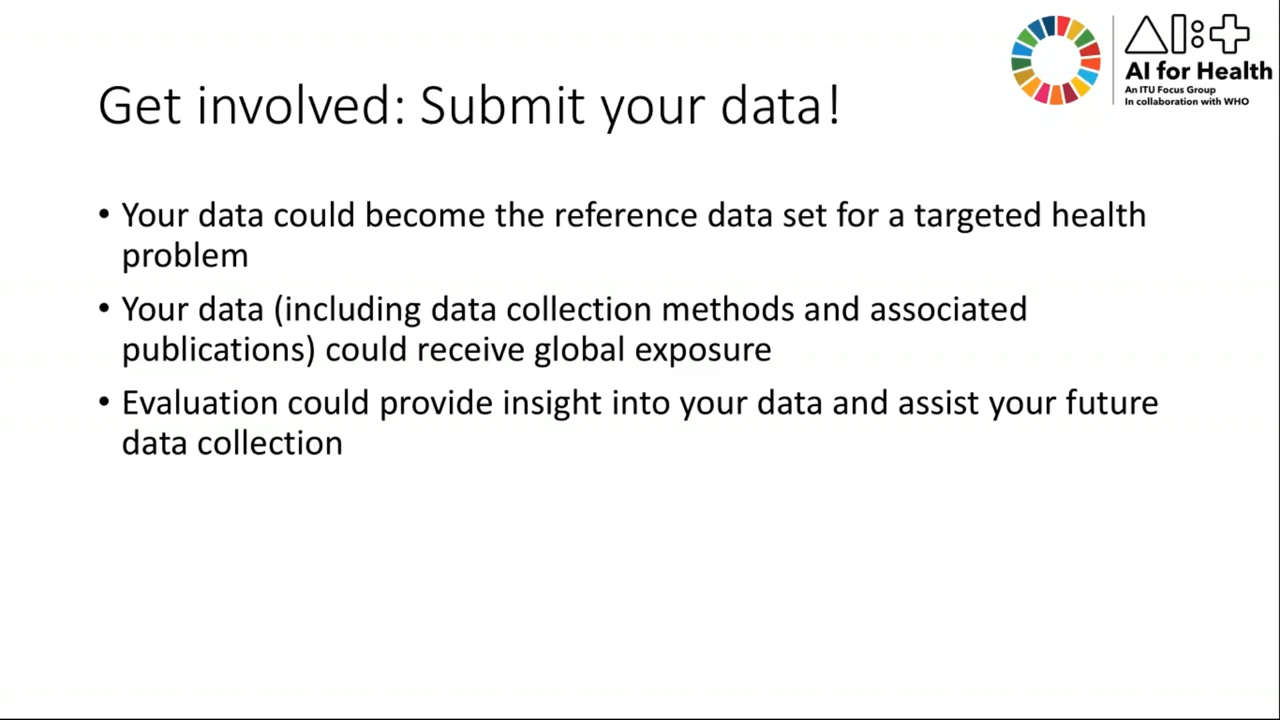 AI for Health
An ITU Focus Group
In collaboration with WHO
Get involved: Submit your data!
• Your data could become the reference data set for a targeted health
problem
• Your data (including data collection methods and associated
publications) could receive global exposure
• Evaluation could provide insight into your data and assist your future
data collection